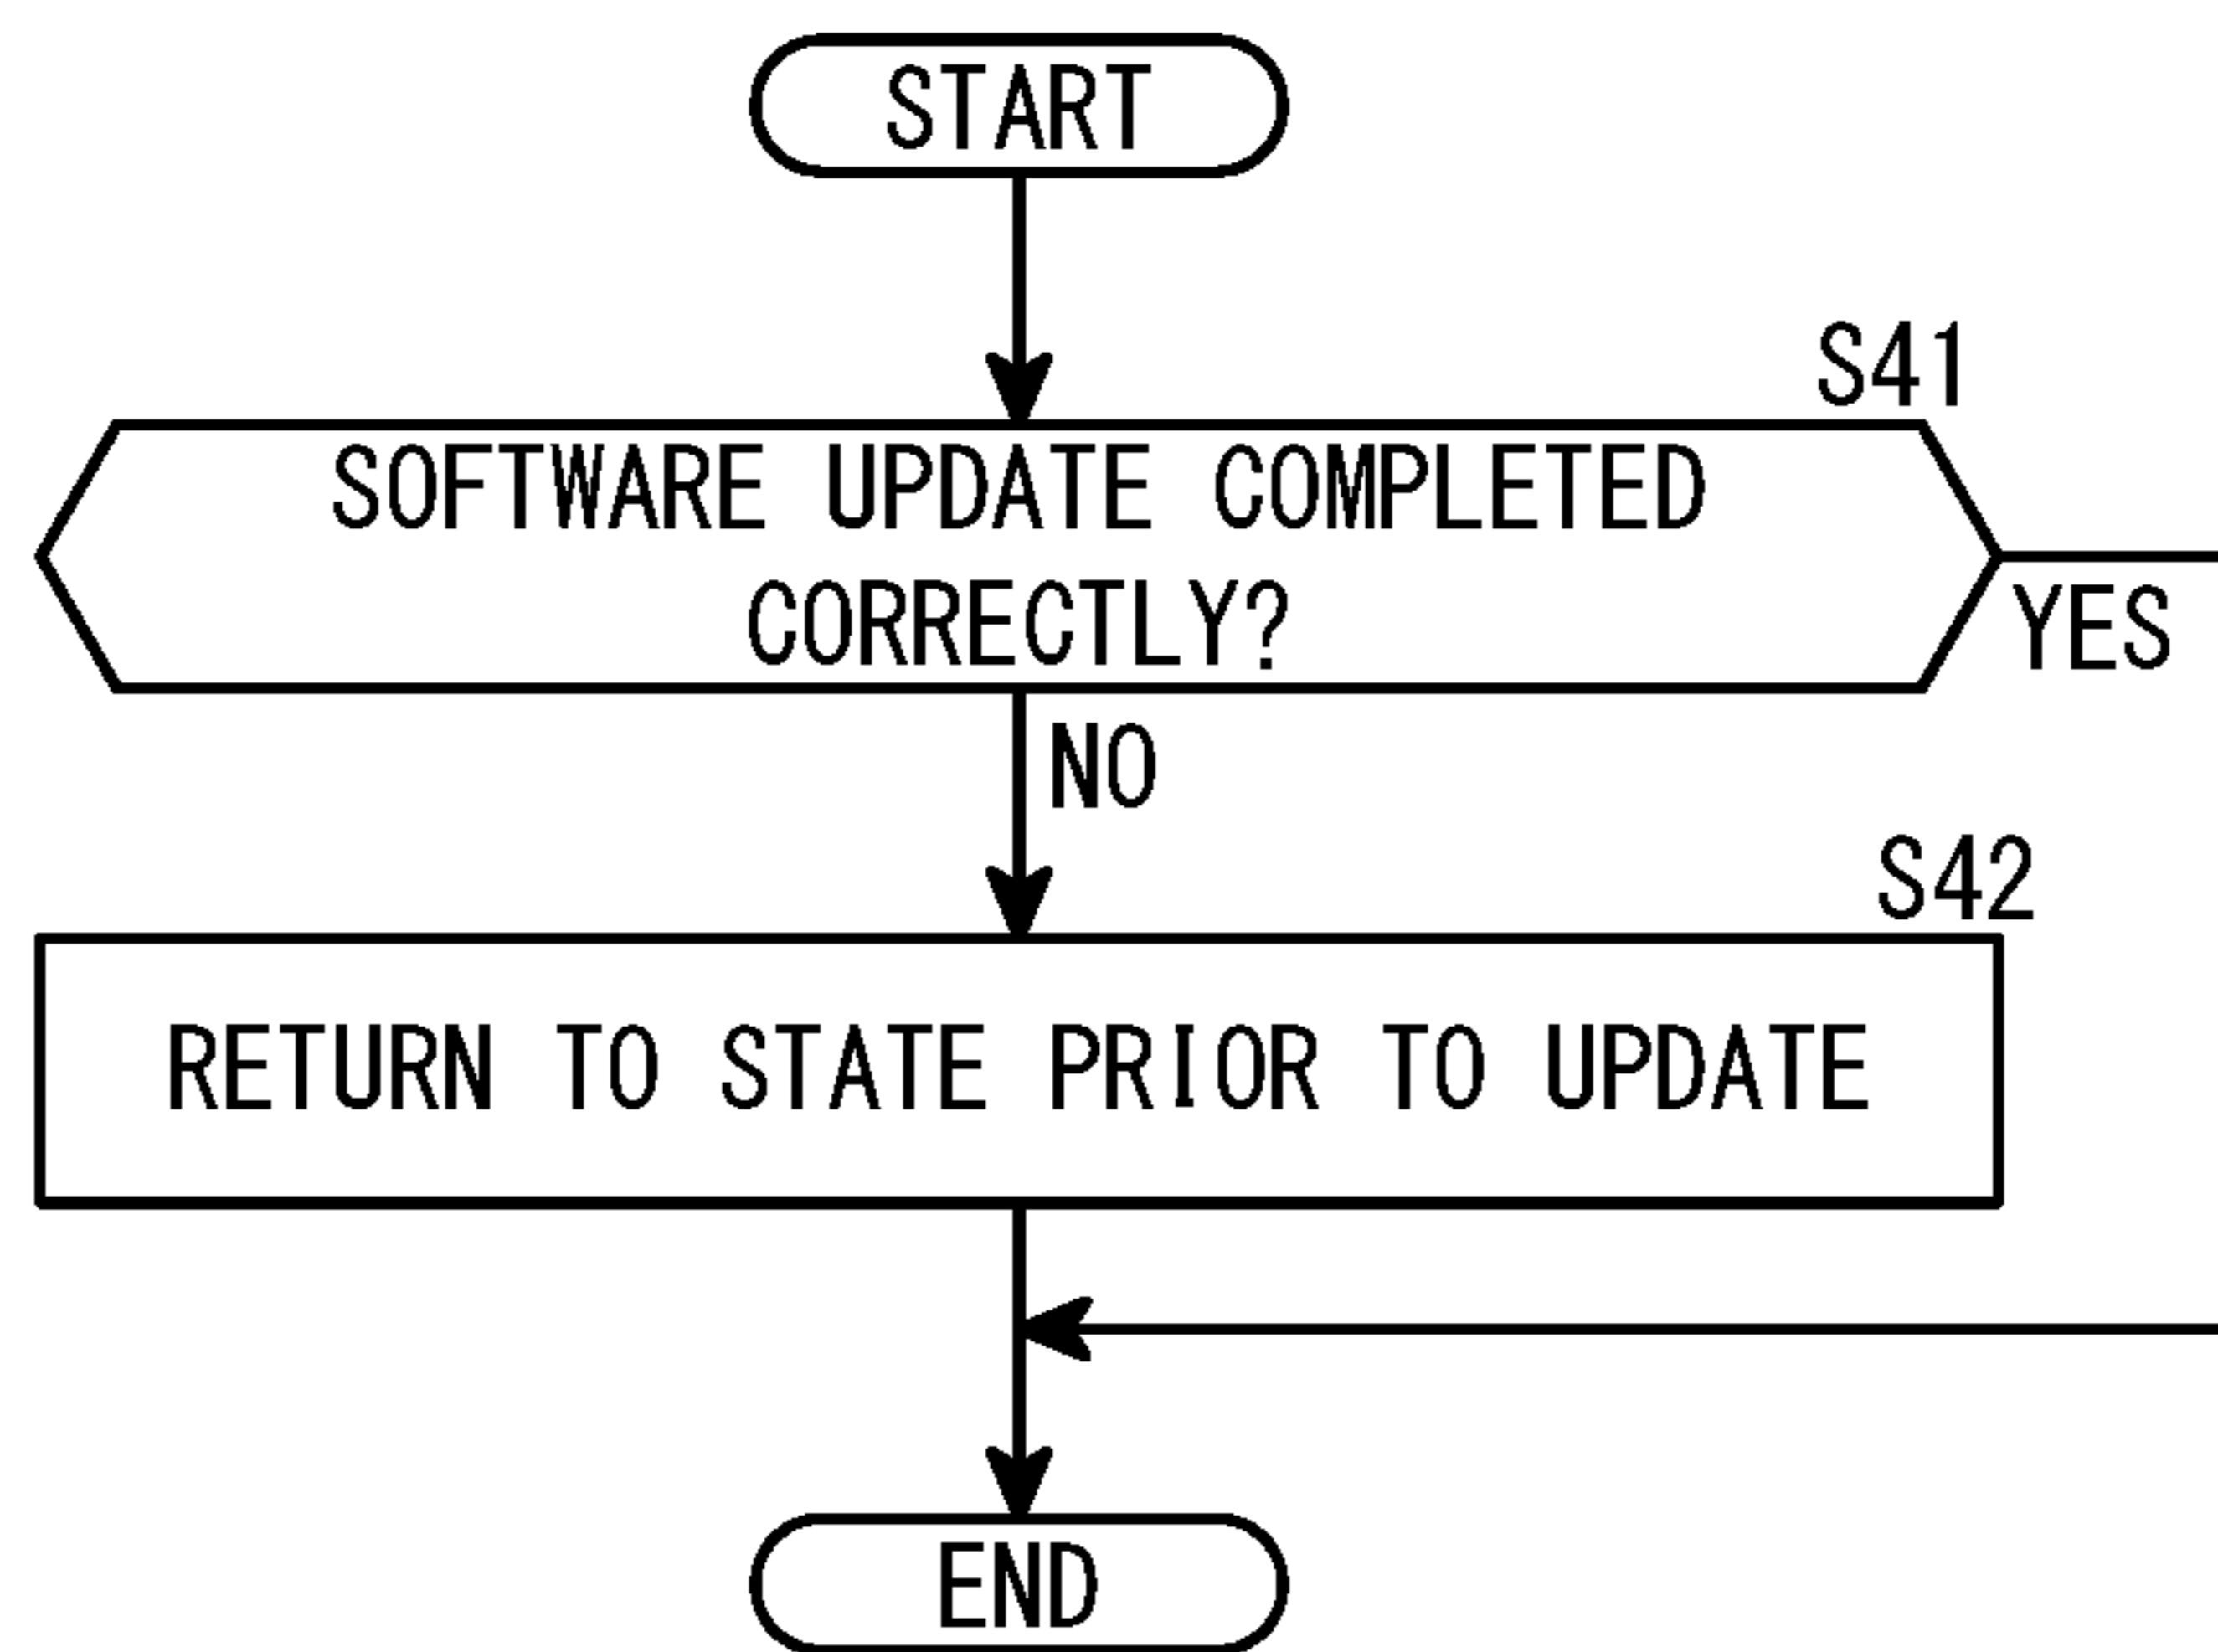 START
S41
SOFTWARE UPDATE COMPLETED
CORRECTLY?
YES
NO
S42
RETURN TO STATE PRIOR TO UPDATE
END